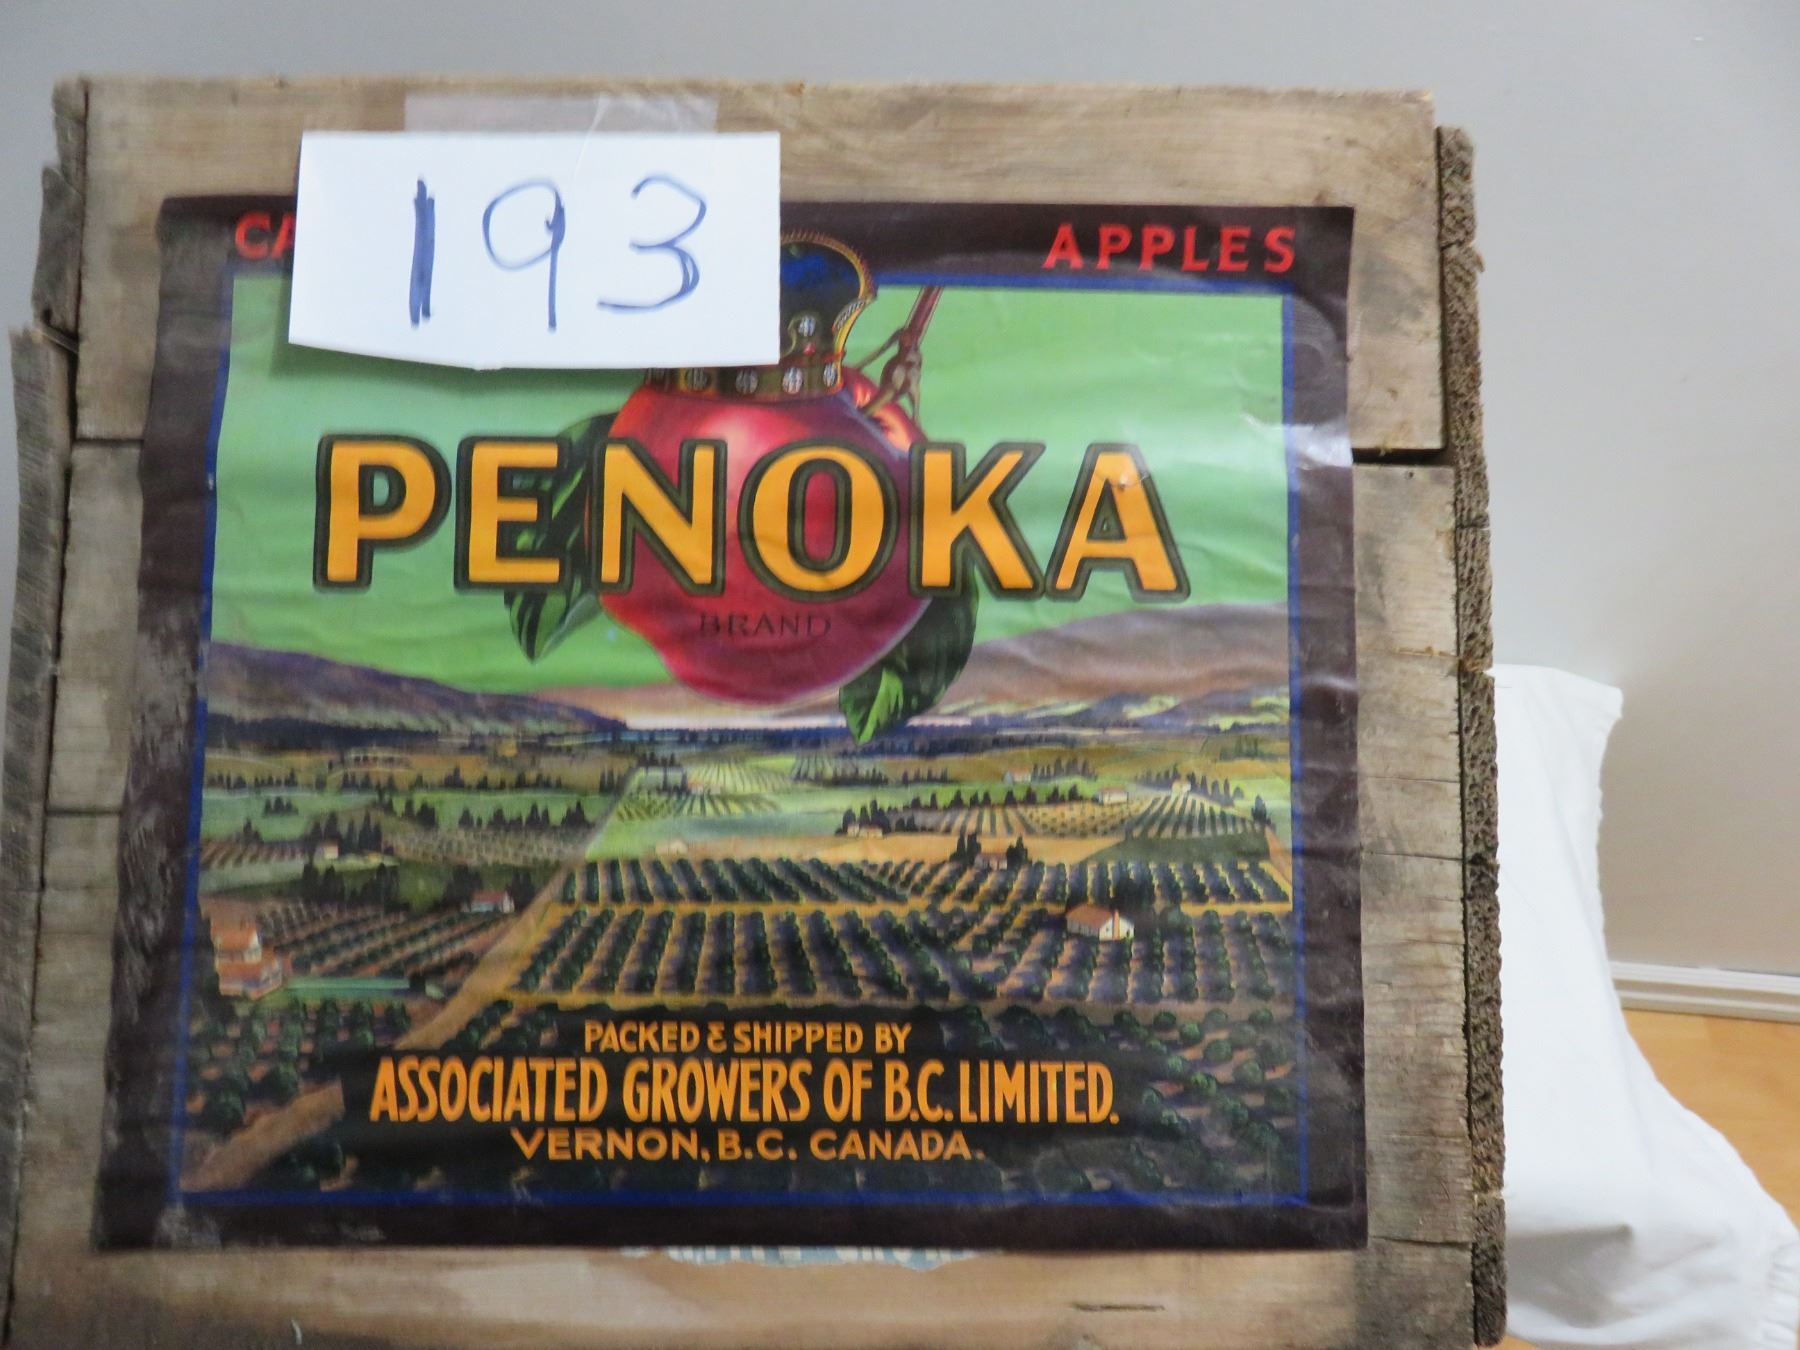 193
APPLES
PENOKA
BRAND
PACKED & SHIPPED BY
ASSOCIATED GROWERS OF B.C. LIMITED.
VERNON, B.C. CANADA.